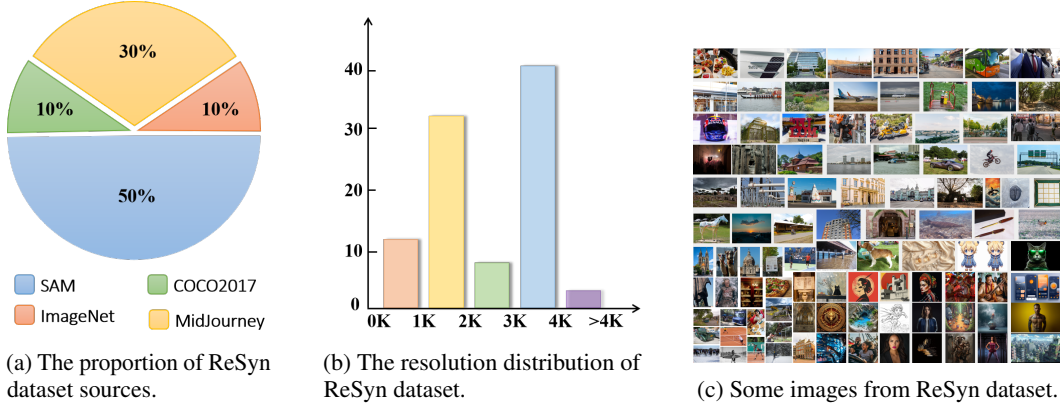 30%
10%
10%
50%
SAM
COCO2017
ImageNet
MidJourney
(a) The proportion of ReSyn
dataset sources.
40
30
20
10
0
0K 1K 2K 3K 4K >4K
(b) The resolution distribution of
ReSyn dataset.
(c) Some images from ReSyn dataset.